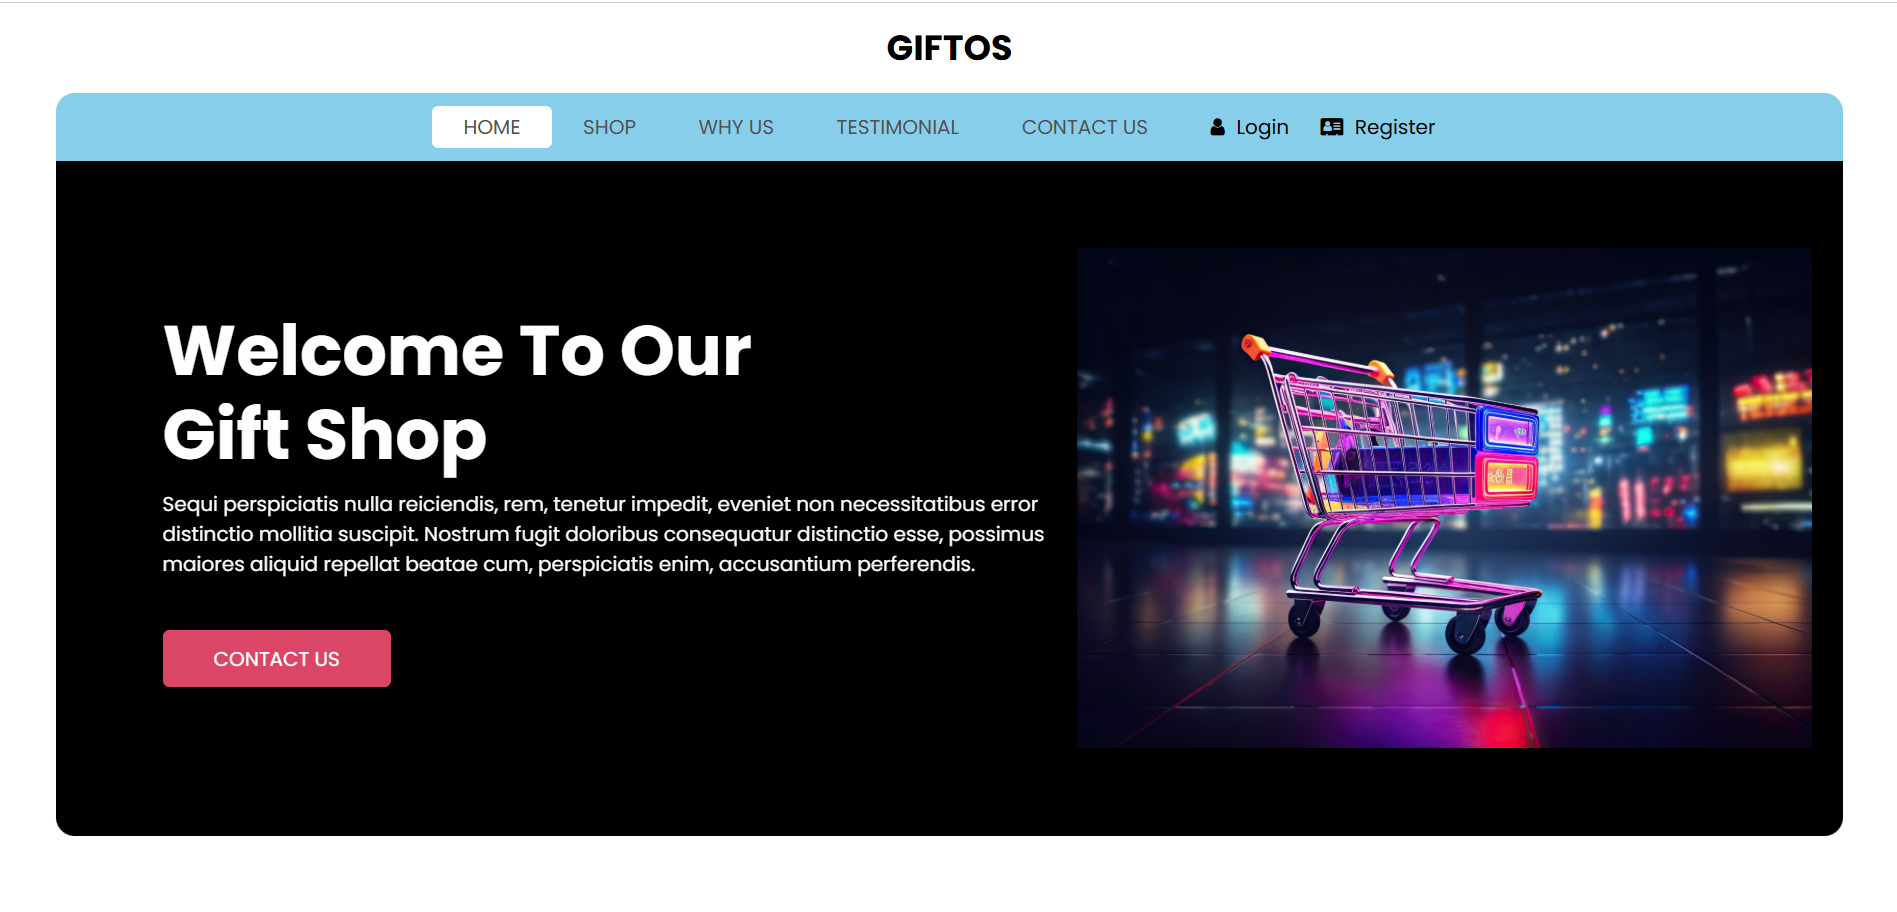 GIFTOS
HOME SHOP WHY US TESTIMONIAL CONTACT US Login Register
Welcome To Our
Gift Shop
Sequi perspiciatis nulla reiciendis, rem, tenetur impedit, eveniet non necessitatibus error
distinctio mollitia suscipit. Nostrum fugit doloribus consequatur distinctio esse, possimus
maiores aliquid repellat beatae cum, perspiciatis enim, accusantium perferendis.
CONTACT US